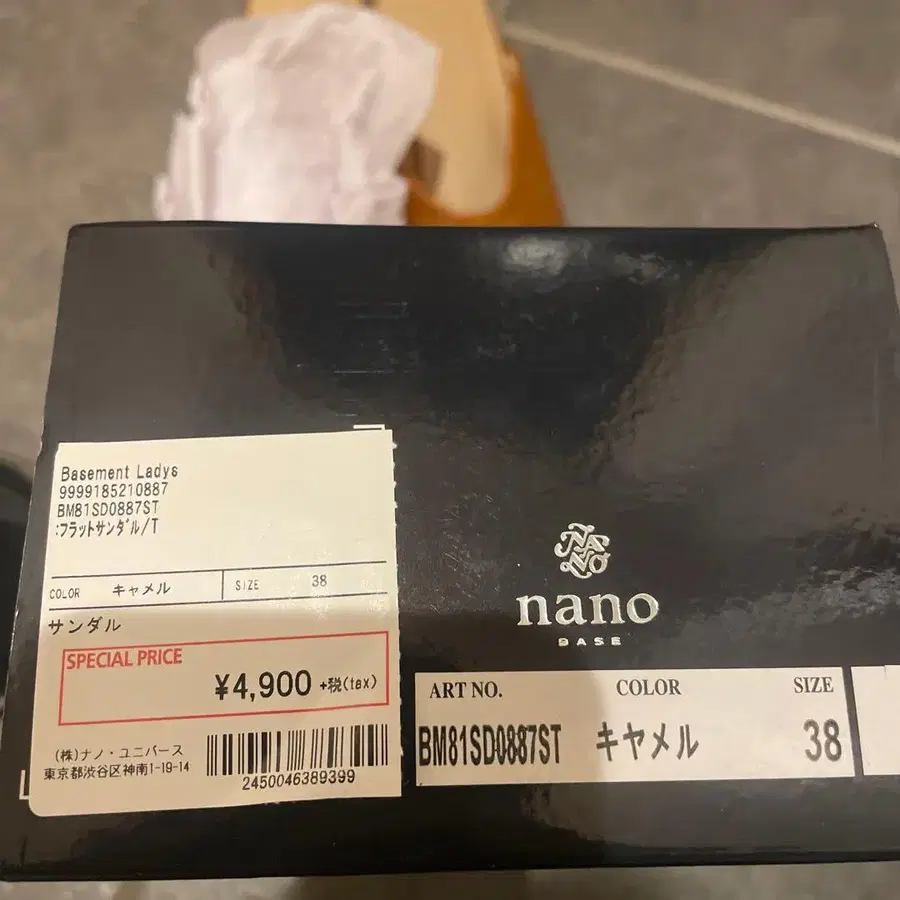 Basement Ladys
9999185210887
BM81SD0887ST
:フラットサンダル/T
COLOR キャメル SIZE 38
サンダル
SPECIAL PRICE
¥4,900 +税(tax)
(株)ナノ・ユニバース
東京都渋谷区神南1-19-14
2450046389399
NANO
nano
BASE
ART NO. COLOR SIZE
BM81SD0887ST キャメル 38